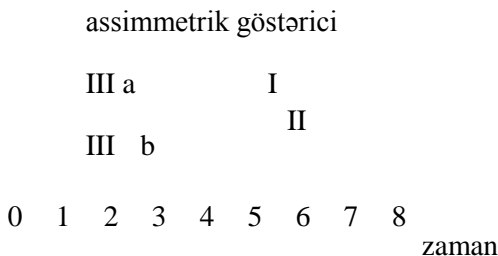 assimmetrik göstərici
III a I
II
III b
0 1 2 3 4 5 6 7 8
zaman